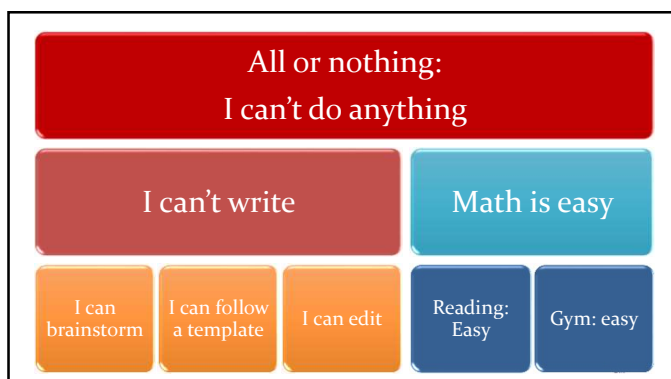 All or nothing:
I can't do anything
I can't write
Math is easy
I can
brainstorm
I can follow
a template
I can edit
Reading:
Easy
Gym: easy